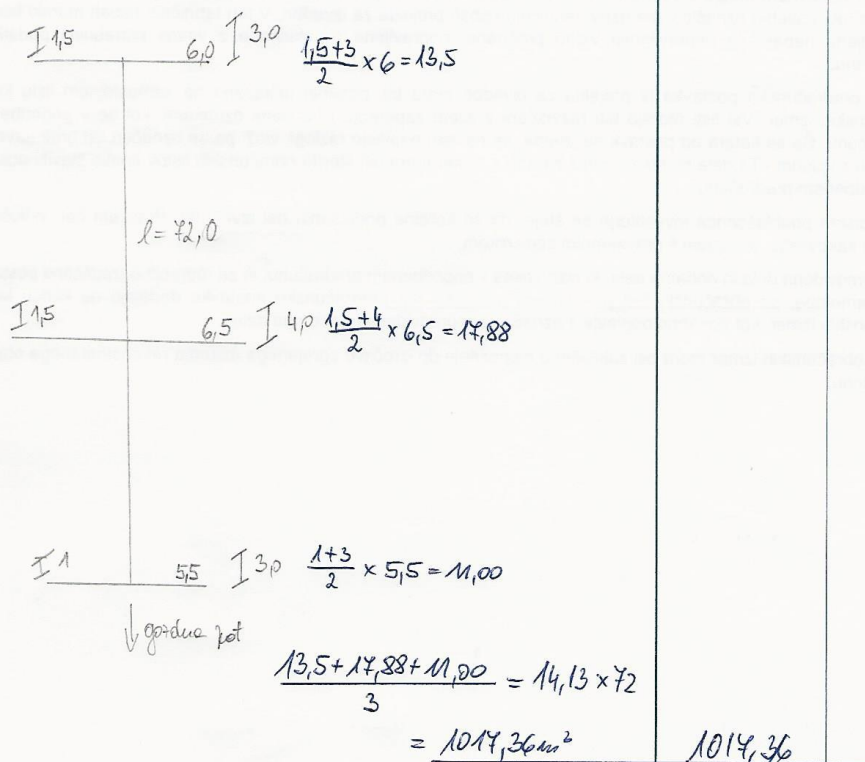 1,5 6,0 3,0 1,5+3/2 × 6 = 13,5
l = 72,0
1,5 6,5 4,0 1,5+4/2 × 6,5 = 17,88
1 5,5 3,0 1+3/2 × 5,5 = 11,00
gozdna pot
13,5+17,88+11,00/3 = 14,13 × 72
= 1017,36 m² 1017,36